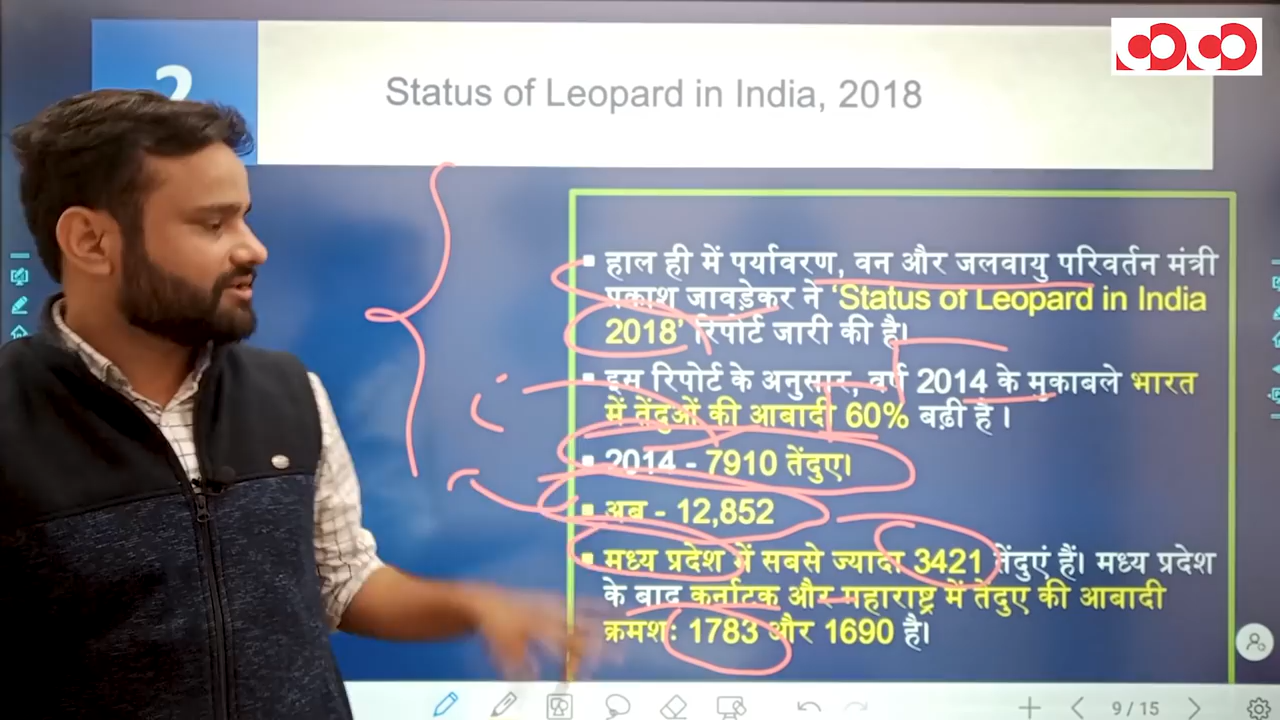 2
Status of Leopard in India, 2018
हाल ही में पर्यावरण, वन और जलवायु परिवर्तन मंत्री
प्रकाश जावड़ेकर ने ‘Status of Leopard in India
2018’ रिपोर्ट जारी की है।
इस रिपोर्ट के अनुसार, वर्ष 2014 के मुकाबले भारत
में तेंदुओं की आबादी 60% बढ़ी है ।
2014 - 7910 तेंदुए।
अब - 12,852
मध्य प्रदेश में सबसे ज्यादा 3421 तेंदुएं हैं। मध्य प्रदेश
के बाद कर्नाटक और महाराष्ट्र में तेंदुए की आबादी
क्रमशः 1783 और 1690 है।
9 / 15